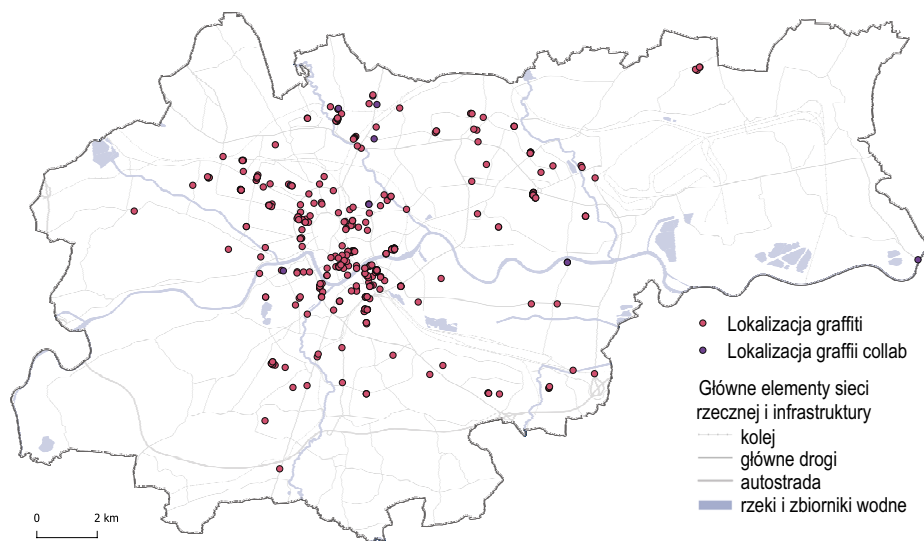 Lokalizacja graffiti
Lokalizacja graffii collab
Główne elementy sieci
rzecznej i infrastruktury
kolej
główne drogi
autostrada
rzeki i zbiorniki wodne
0 2 km